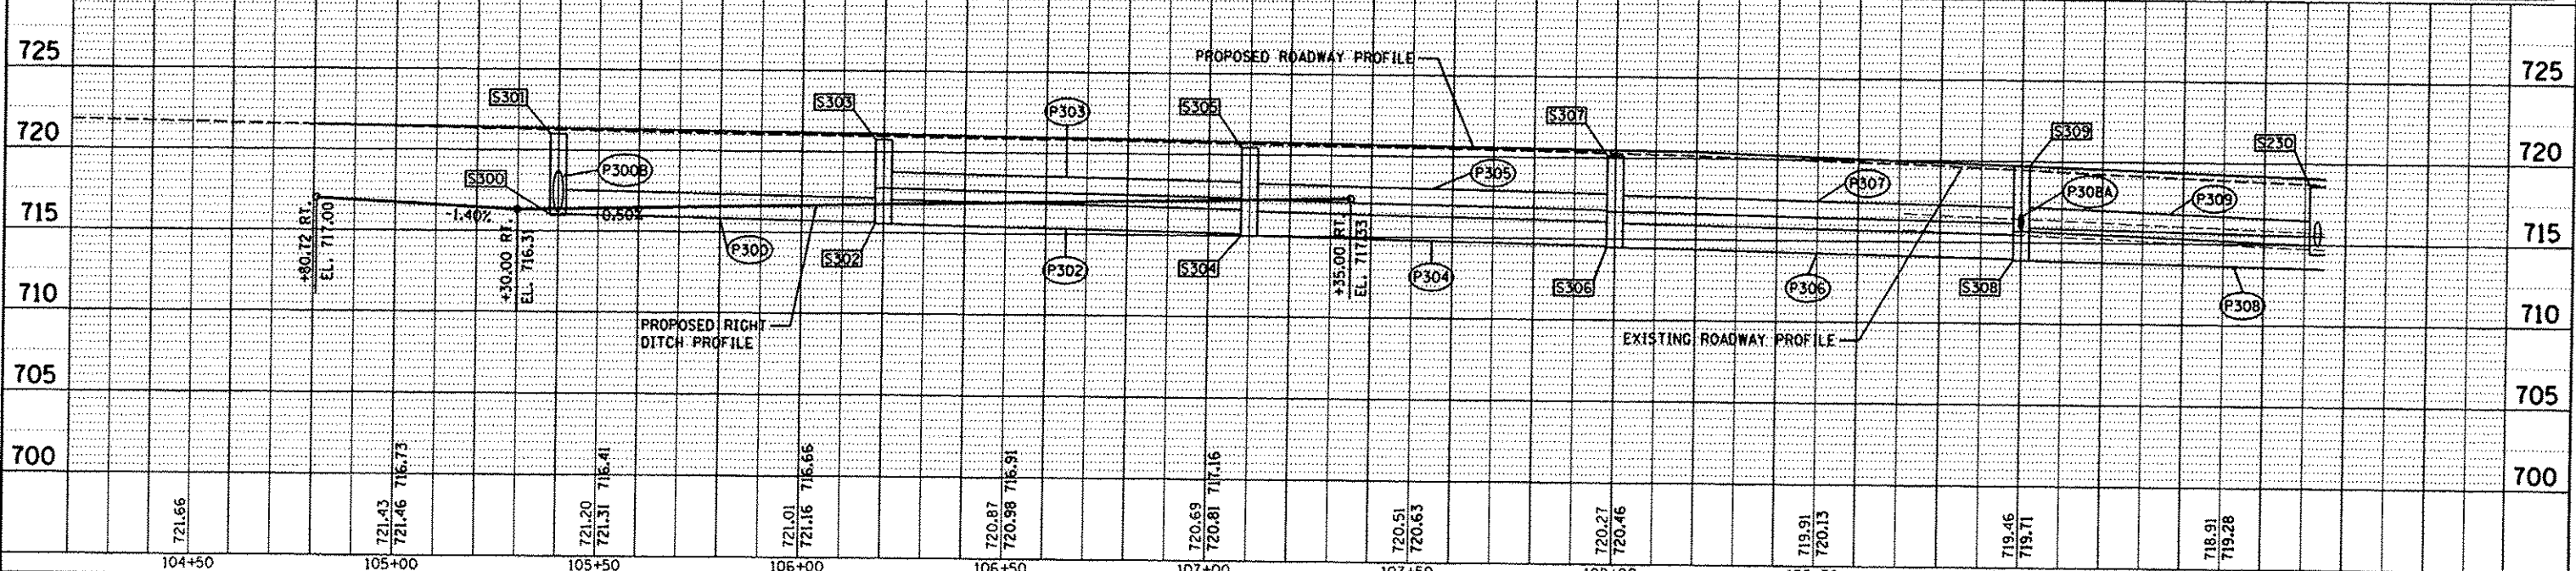 725
PROPOSED ROADWAY PROFILE
725
S301
S303
P303
S305
S307
S309
S230
720
720
S300
P300B
P305
P307
P308A
P309
+80.72 RT.
EL. 717.00
-1.40%
+30.00 RT.
EL. 716.31
0.50%
715
715
P300
S302
P302
S304
+35.00 RT.
EL. 717.33
P304
S306
P306
S308
P308
710
710
PROPOSED RIGHT
DITCH PROFILE
EXISTING ROADWAY PROFILE
705
705
700
700
721.66
721.43
721.46 716.73
721.20
721.31 716.41
721.01
721.16 716.66
720.87
720.98 716.91
720.69
720.81 717.16
720.51
720.63
720.27
720.46
719.91
720.13
719.46
719.71
718.91
719.28
104+50
105+00
105+50
106+00
106+50
107+00